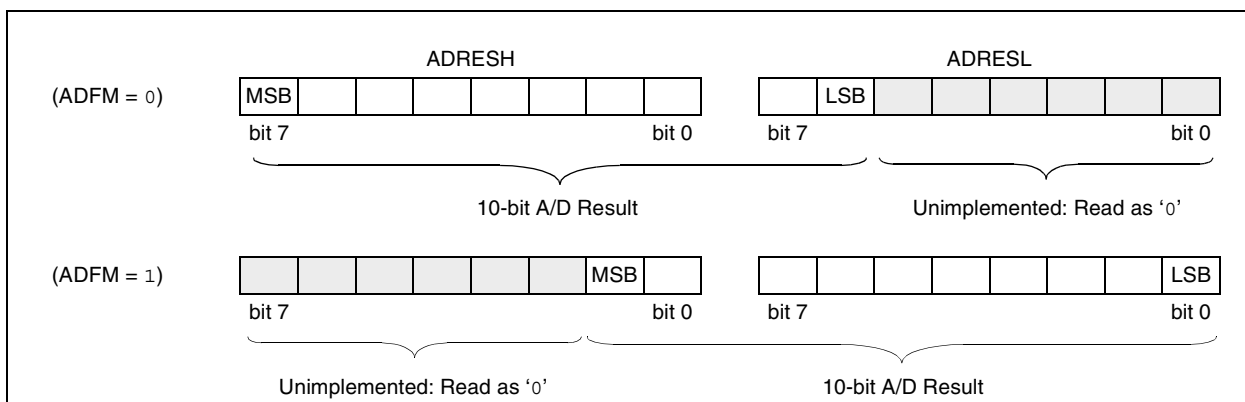 ADRESH ADRESL
(ADFM = 0) MSB LSB
bit 7 bit 0 bit 7 bit 0
10-bit A/D Result Unimplemented: Read as ‘0’
(ADFM = 1) MSB LSB
bit 7 bit 0 bit 7 bit 0
Unimplemented: Read as ‘0’ 10-bit A/D Result